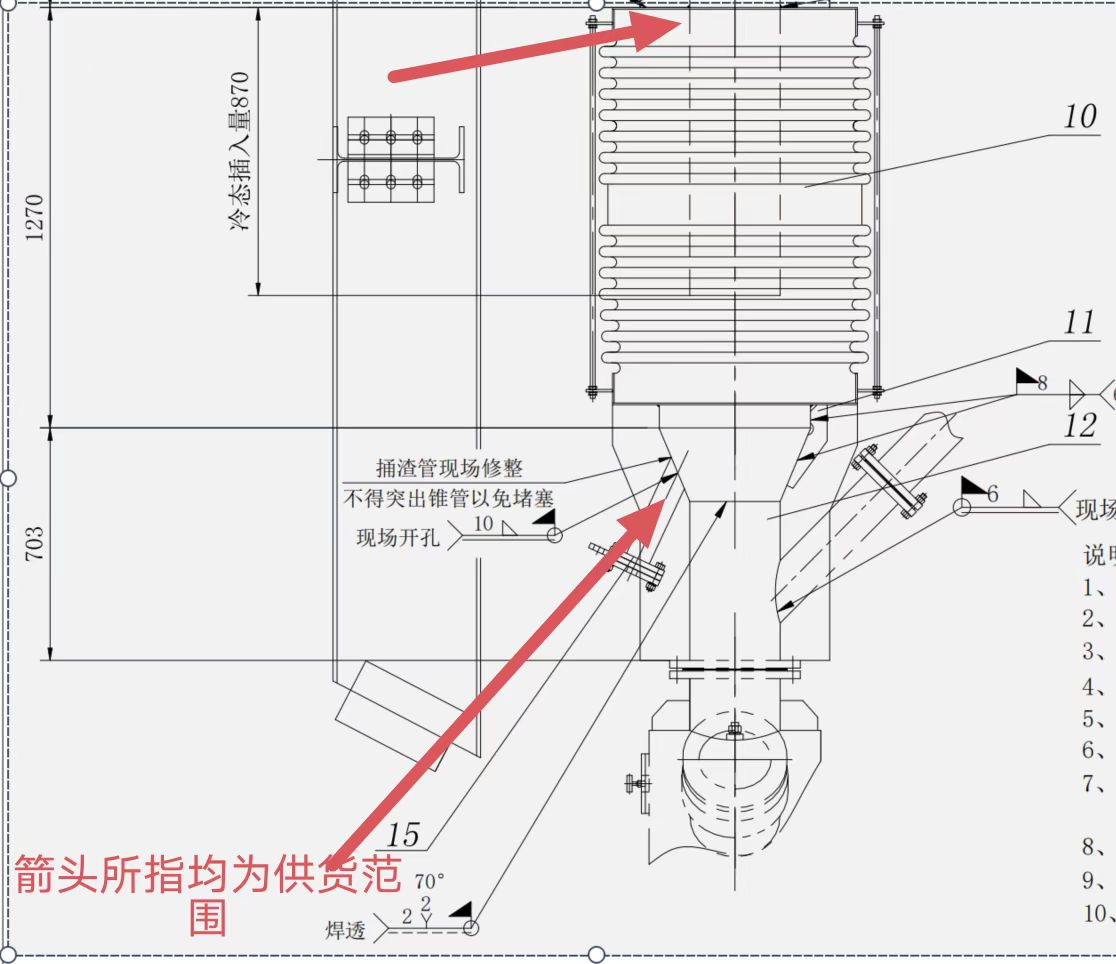 10
冷态插入量870
1270
11
8
12
捅渣管现场修整
不得突出锥管以免堵塞
现场开孔
10
6
现场
703
说明
1、
2、
3、
4、
5、
6、
7、
8、
9、
10、
15
箭头所指均为供货范
围
70°
2
2
焊透